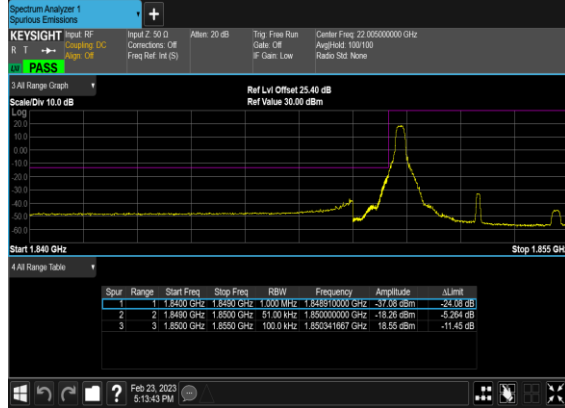 Spectrum Analyzer 1
Spurious Emissions
KEYSIGHT Input: RF Input Z: 50 Ω Atten: 20 dB Trig: Free Run Center Freq: 22.005000000 GHz
R T Coupling: DC Corrections: Off Gate: Off Avg|Hold: 100/100
Align: Off Freq Ref: Int (S) IF Gain: Low Radio Std: None
PASS
3 All Range Graph Ref Lvl Offset 25.40 dB
Scale/Div 10.0 dB Ref Value 30.00 dBm
Log
20.0
10.0
0.00
-10.0
-20.0
-30.0
-40.0
-50.0
-60.0
Start 1.840 GHz Stop 1.855 GHz
4 All Range Table
Spur Range Start Freq Stop Freq RBW Frequency Amplitude ΔLimit
1 1 1.8400 GHz 1.8490 GHz 1.000 MHz 1.848910000 GHz -37.08 dBm -24.08 dB
2 2 1.8490 GHz 1.8500 GHz 51.00 kHz 1.850000000 GHz -18.26 dBm -5.264 dB
3 3 1.8500 GHz 1.8550 GHz 100.0 kHz 1.850341667 GHz 18.55 dBm -11.45 dB
? Feb 23, 2023
5:13:43 PM